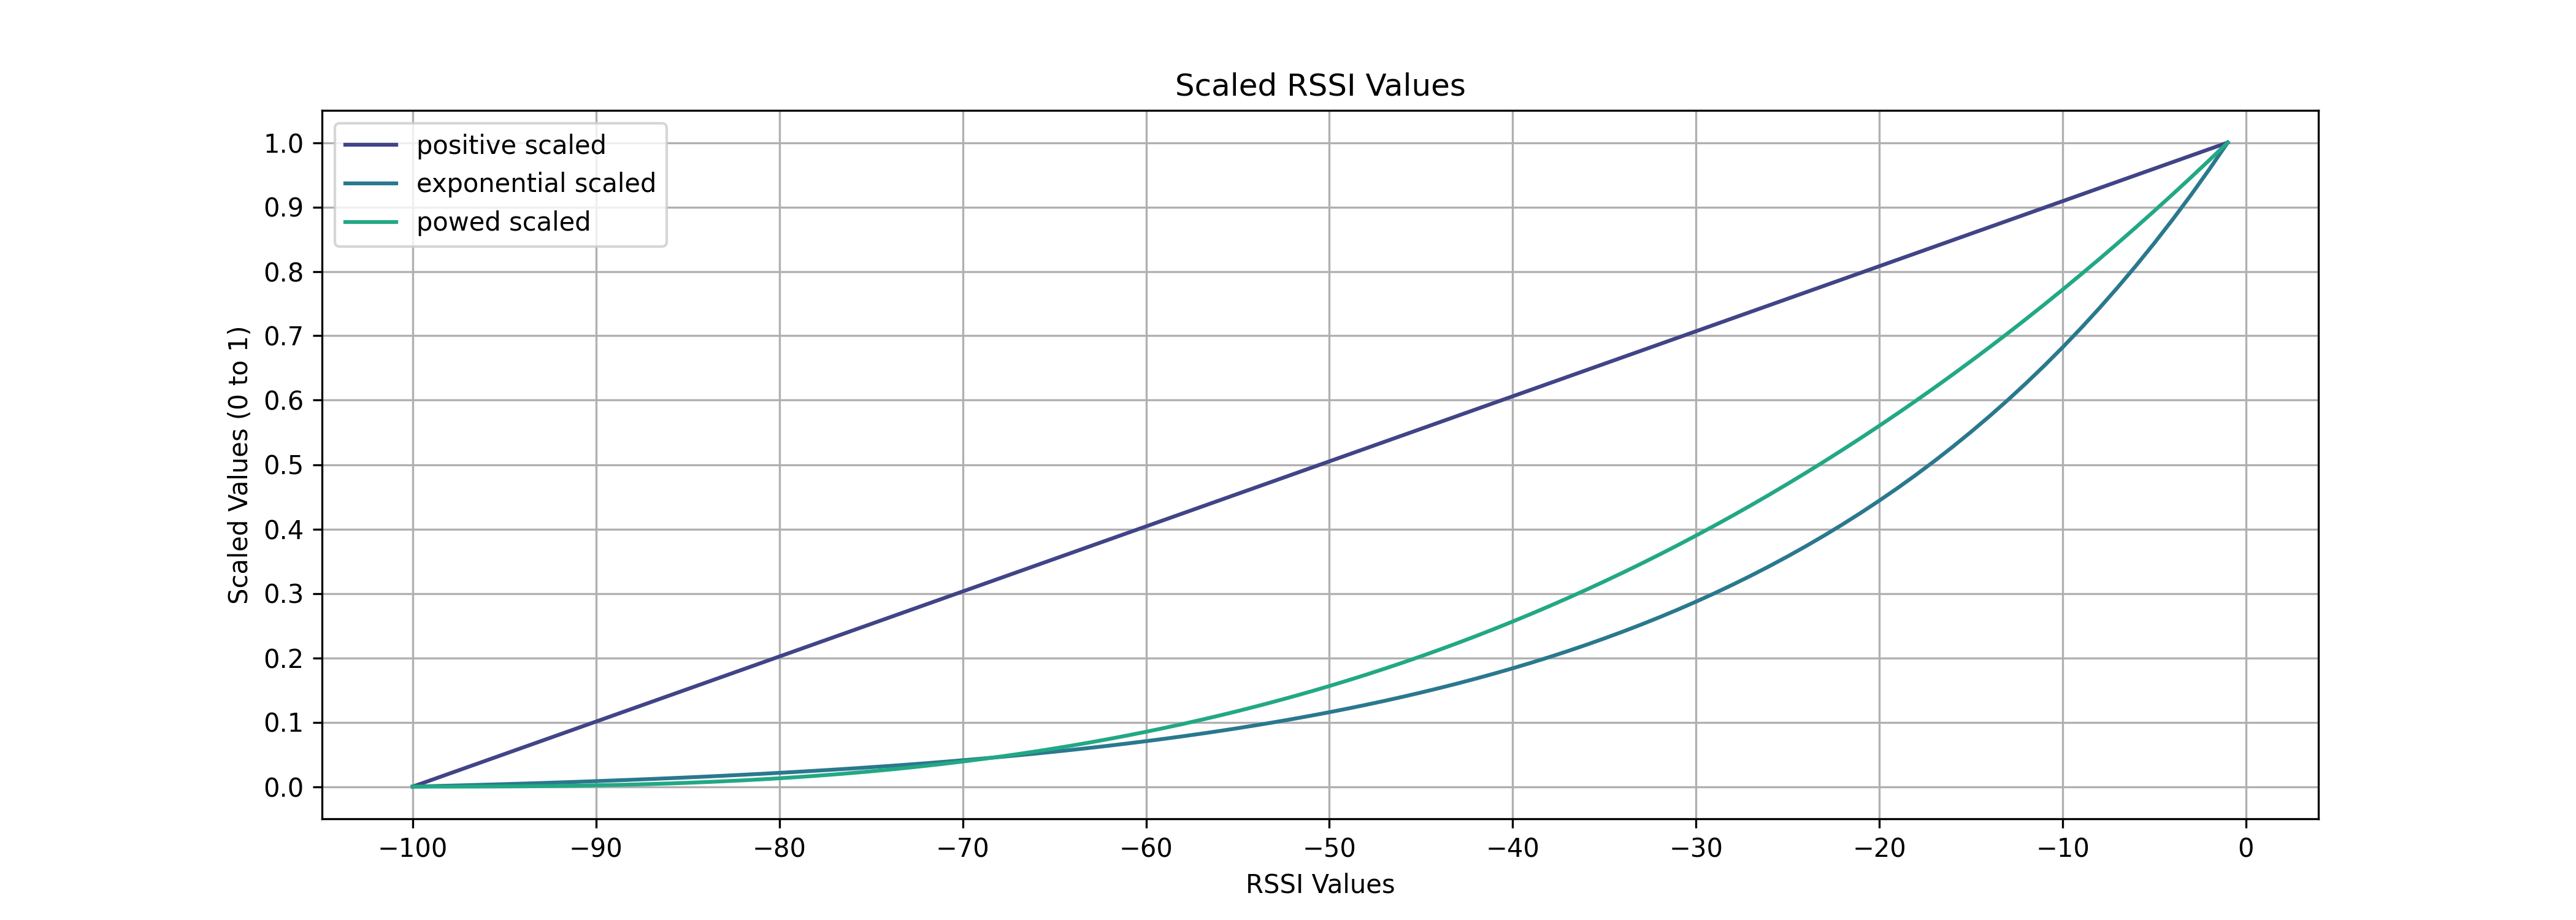 Scaled RSSI Values
positive scaled
exponential scaled
powed scaled
Scaled Values (0 to 1)
1.0
0.9
0.8
0.7
0.6
0.5
0.4
0.3
0.2
0.1
0.0
−100 −90 −80 −70 −60 −50 −40 −30 −20 −10 0
RSSI Values